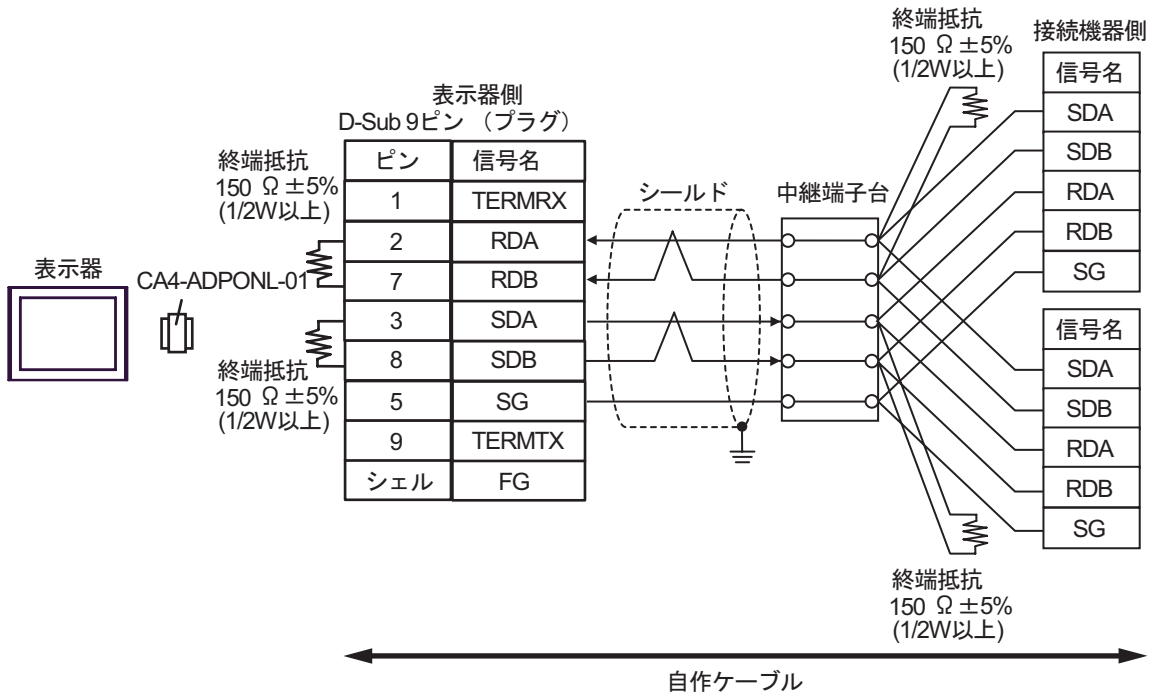 終端抵抗
150 Ω ±5%
(1/2W以上)
接続機器側
表示器側
D-Sub 9ピン （プラグ）
終端抵抗
150 Ω ±5%
(1/2W以上)
ピン 信号名
1 TERMRX
2 RDA
7 RDB
3 SDA
8 SDB
5 SG
9 TERMTX
シェル FG
シールド
中継端子台
表示器
CA4-ADPONL-01
終端抵抗
150 Ω ±5%
(1/2W以上)
信号名
SDA
SDB
RDA
RDB
SG
信号名
SDA
SDB
RDA
RDB
SG
終端抵抗
150 Ω ±5%
(1/2W以上)
自作ケーブル